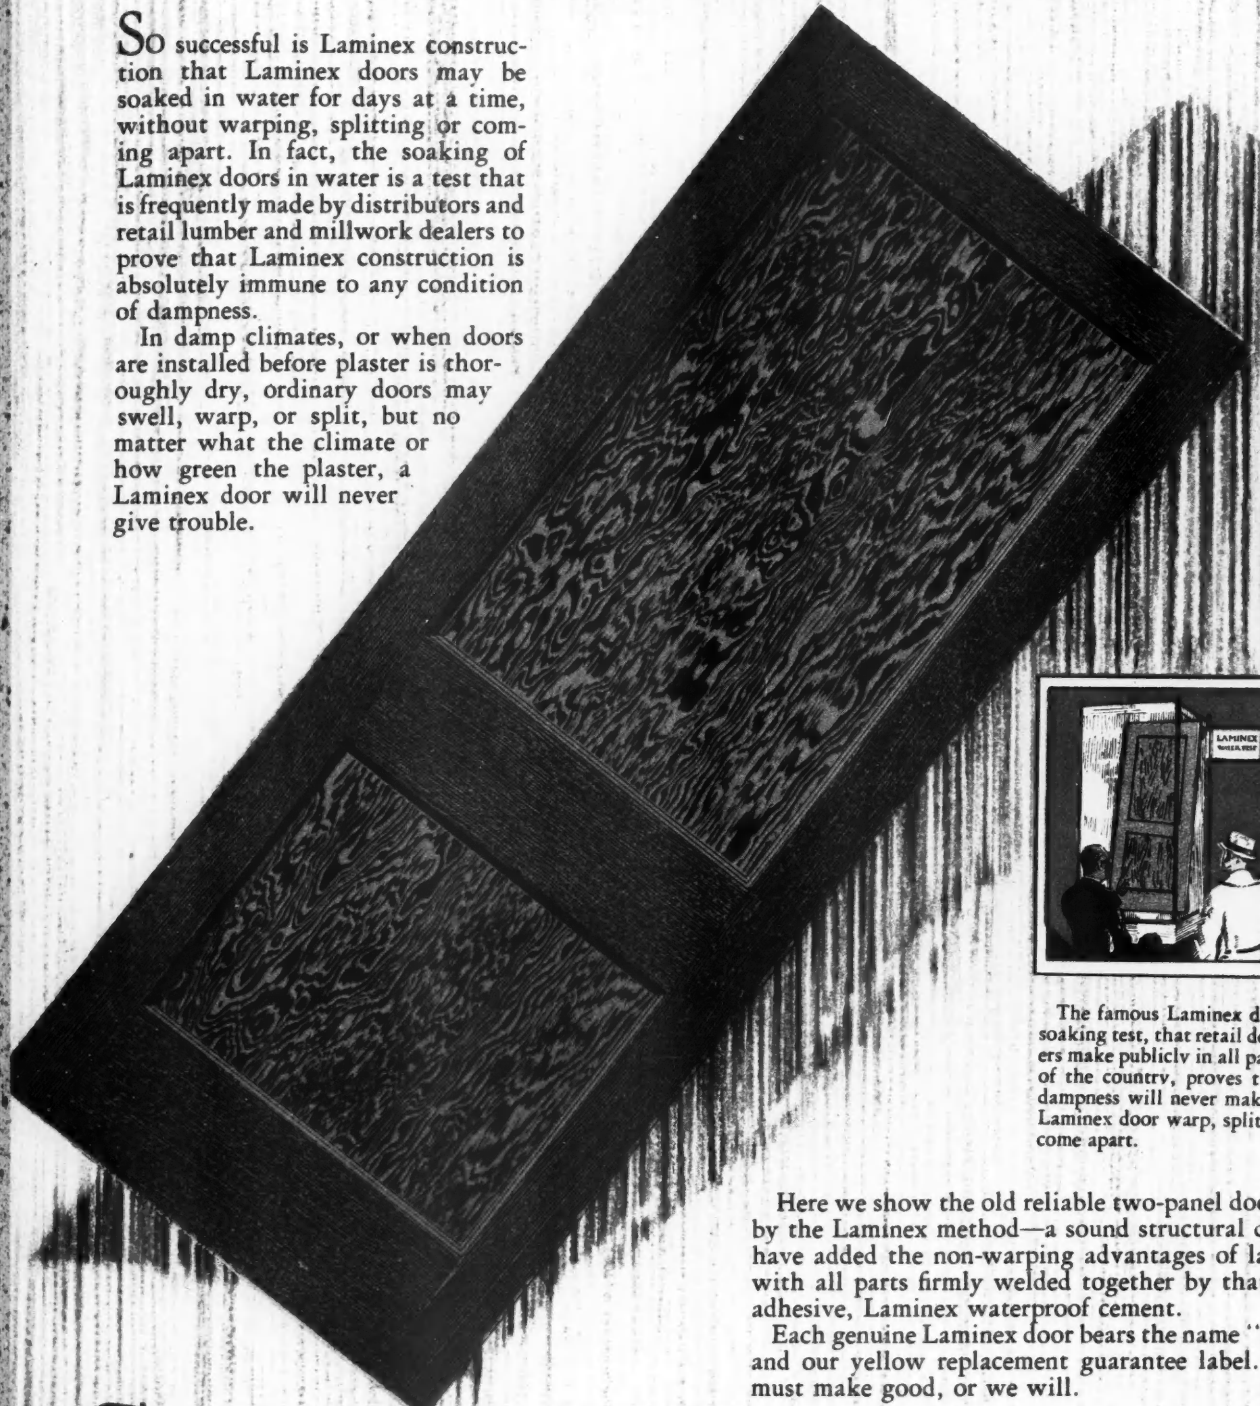 So successful is Laminex construc-
tion that Laminex doors may be
soaked in water for days at a time,
without warping, splitting or com-
ing apart. In fact, the soaking of
Laminex doors in water is a test that
is frequently made by distributors and
retail lumber and millwork dealers to
prove that Laminex construction is
absolutely immune to any condition
of dampness.
In damp climates, or when doors
are installed before plaster is thor-
oughly dry, ordinary doors may
swell, warp, or split, but no
matter what the climate or
how green the plaster, a
Laminex door will never
give trouble.
LAMINEX
The famous Laminex d
soaking test, that retail de
ers make publicly in all pa
of the country, proves t
dampness will never mak
Laminex door warp, split
come apart.
Here we show the old reliable two-panel doo
by the Laminex method—a sound structural c
have added the non-warping advantages of la
with all parts firmly welded together by tha
adhesive, Laminex waterproof cement.
Each genuine Laminex door bears the name “
and our yellow replacement guarantee label.
must make good, or we will.